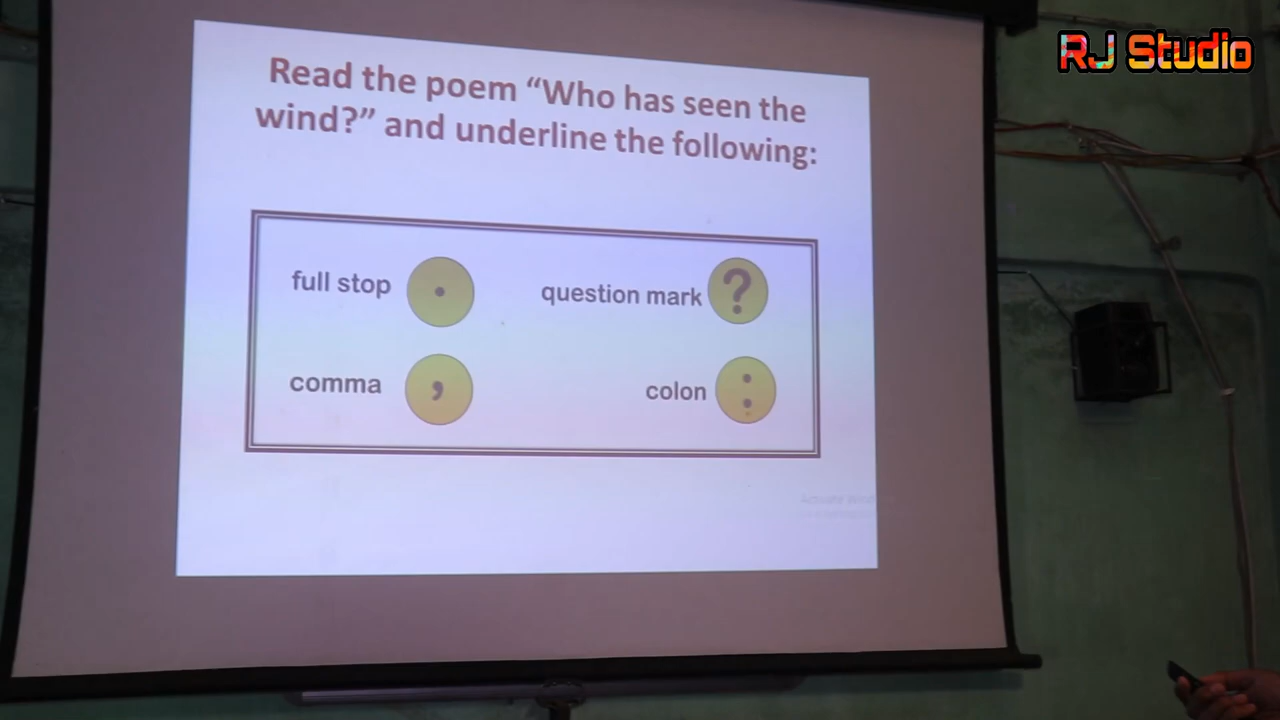 RJ Studio
Read the poem “Who has seen the
wind?” and underline the following:
full stop .
question mark ?
comma ,
colon :